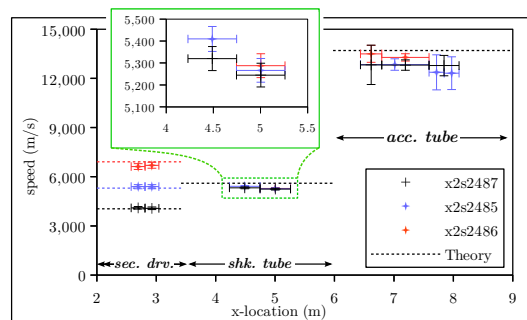 15,000
12,000
9,000
6,000
3,000
0
speed (m/s)
5,500
5,400
5,300
5,200
5,100
4
4.5
5
5.5
acc. tube
x2s2487
x2s2485
x2s2486
Theory
sec. drv.
shk. tube
2
3
4
5
6
7
8
9
x-location (m)